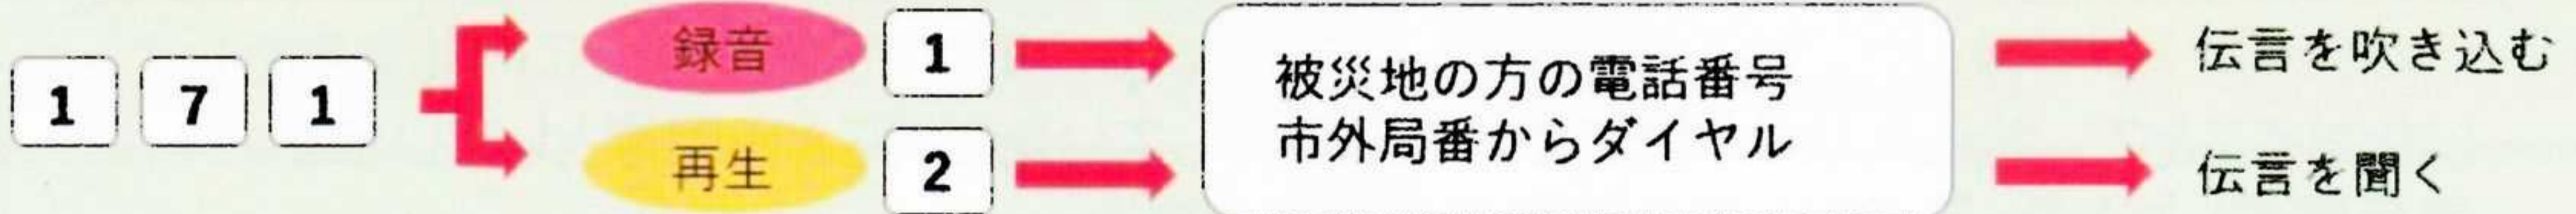 1 7 1
録音 1
再生 2
被災地の方の電話番号
市外局番からダイヤル
伝言を吹き込む
伝言を聞く